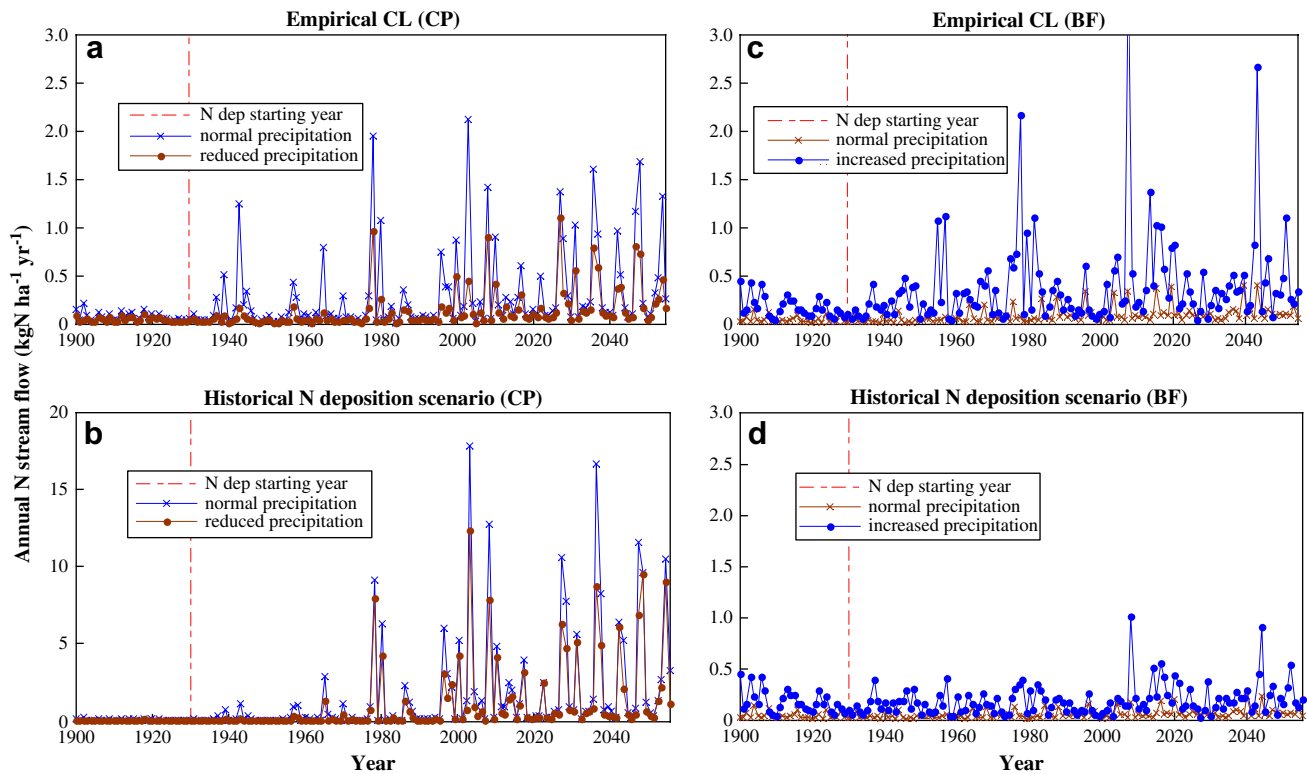 Annual N stream flow (kgN ha⁻¹ yr⁻¹)
Empirical CL (CP)
a
3.0
2.5
2.0
1.5
1.0
0.5
0
N dep starting year
normal precipitation
reduced precipitation
1900 1920 1940 1960 1980 2000 2020 2040
Empirical CL (BF)
c
3.0
2.5
2.0
1.5
1.0
0.5
0
N dep starting year
normal precipitation
increased precipitation
1900 1920 1940 1960 1980 2000 2020 2040
Historical N deposition scenario (CP)
b
20
15
10
5
0
N dep starting year
normal precipitation
reduced precipitation
1900 1920 1940 1960 1980 2000 2020 2040
Year
Historical N deposition scenario (BF)
d
3.0
2.5
2.0
1.5
1.0
0.5
0
N dep starting year
normal precipitation
increased precipitation
1900 1920 1940 1960 1980 2000 2020 2040
Year